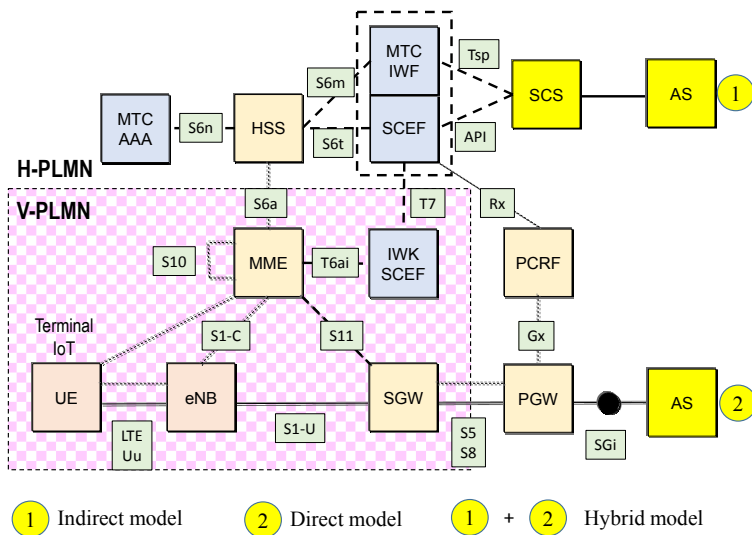 MTC
IWF
Tsp
SCS
AS
1
S6m
MTC
AAA
S6n
HSS
S6t
SCEF
API
H-PLMN
V-PLMN
S6a
T7
Rx
S10
MME
T6ai
IWK
SCEF
PCRF
Terminal
IoT
S1-C
S11
Gx
UE
eNB
SGW
PGW
AS
2
LTE
Uu
S1-U
S5
S8
SGi
1 Indirect model
2 Direct model
1 + 2 Hybrid model